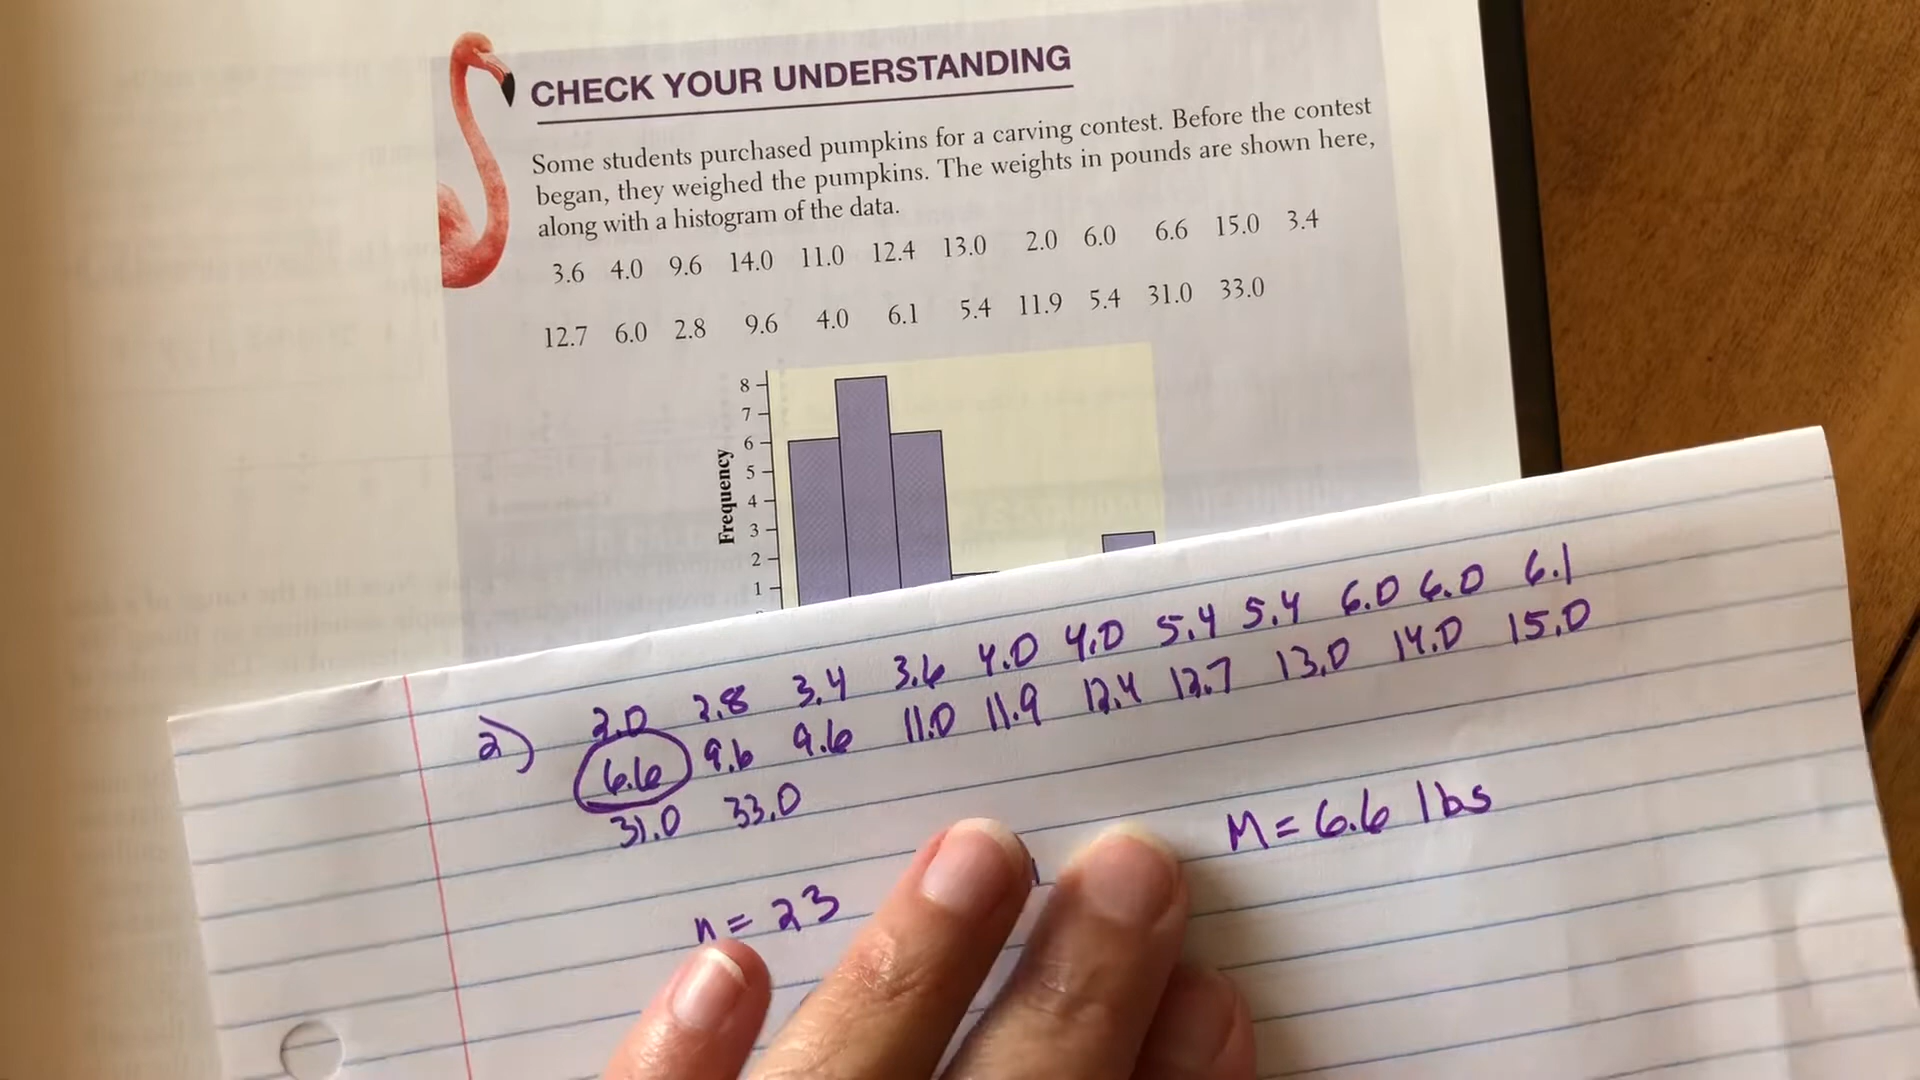 CHECK YOUR UNDERSTANDING
Some students purchased pumpkins for a carving contest. Before the contest
began, they weighed the pumpkins. The weights in pounds are shown here,
along with a histogram of the data.
3.6 4.0 9.6 14.0 11.0 12.4 13.0 2.0 6.0 6.6 15.0 3.4
12.7 6.0 2.8 9.6 4.0 6.1 5.4 11.9 5.4 31.0 33.0
8
7
6
5
4
3
2
1
Frequency
2) 2.0 2.8 3.4 3.6 4.0 4.0 5.4 5.4 6.0 6.0 6.1
6.6 9.6 9.6 11.0 11.9 12.4 12.7 13.0 14.0 15.0
31.0 33.0
M = 6.6 lbs
n = 23